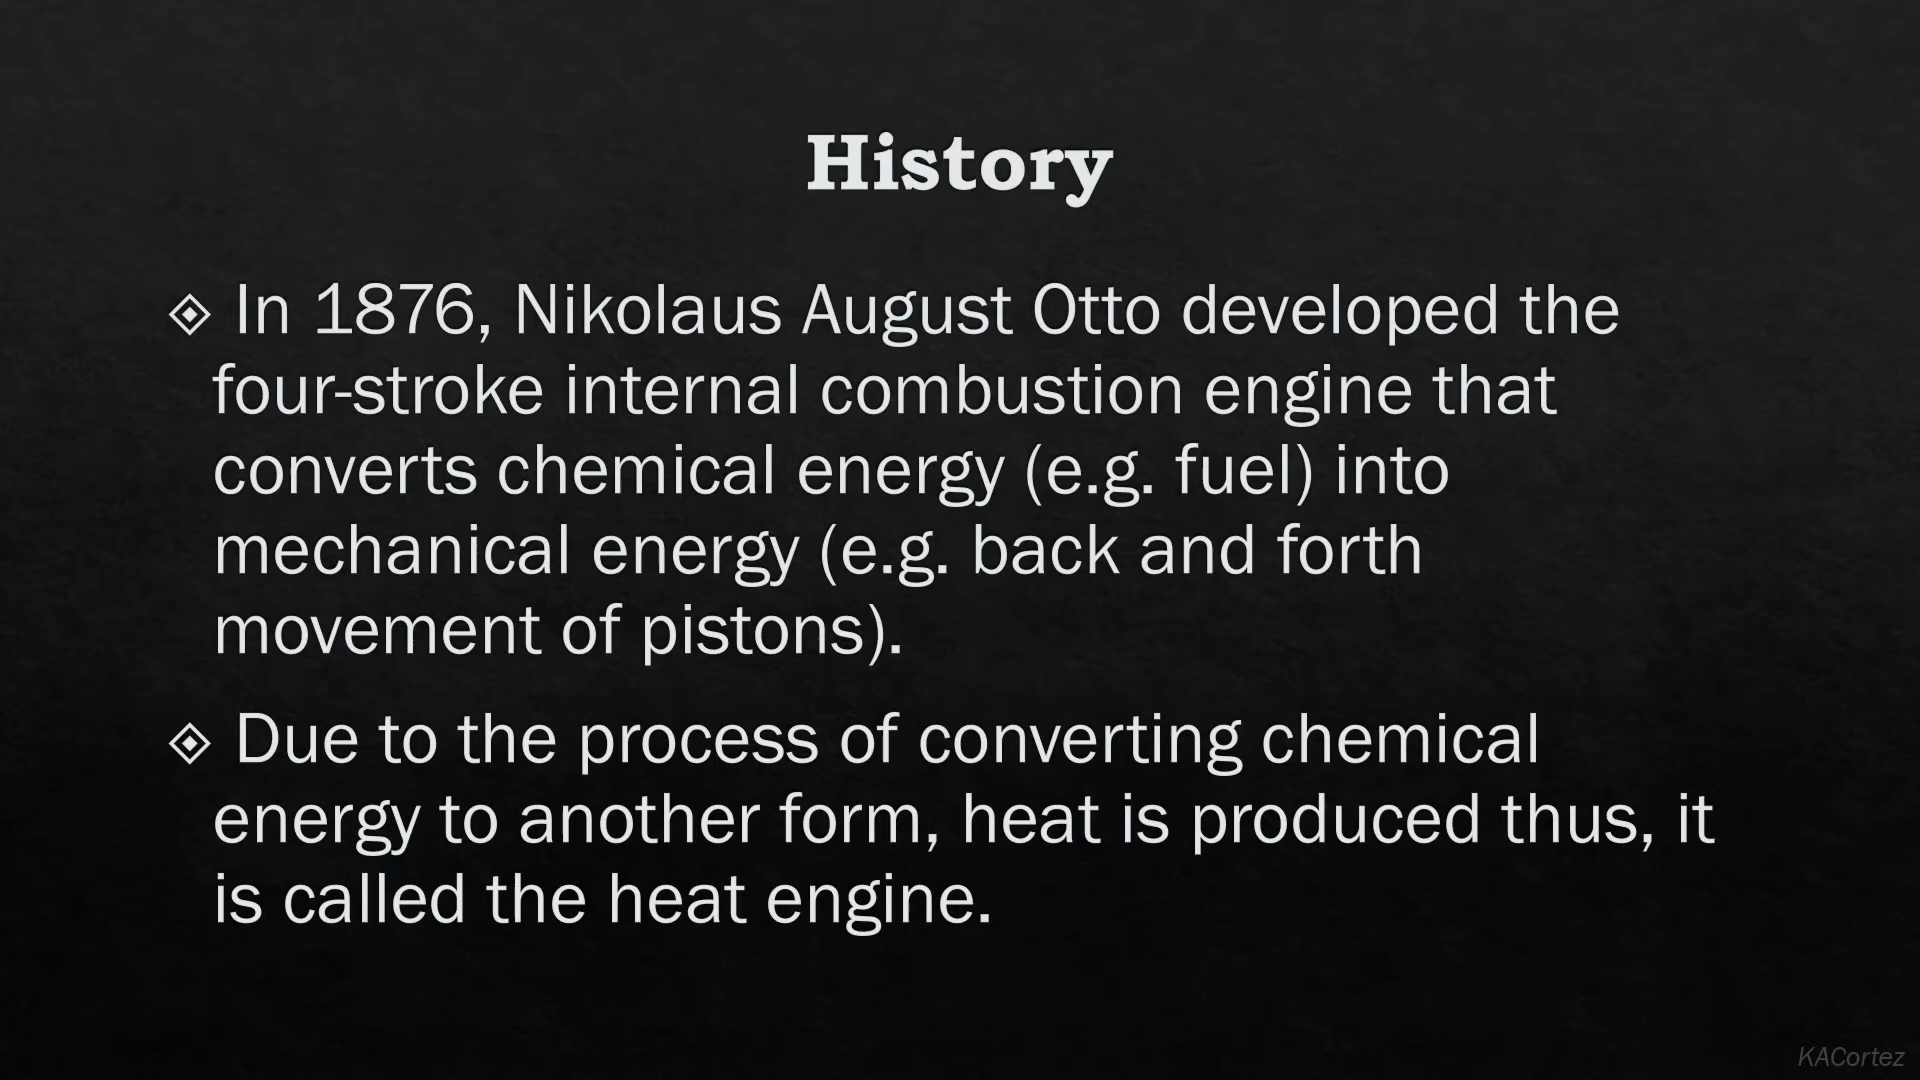 History
In 1876, Nikolaus August Otto developed the
four-stroke internal combustion engine that
converts chemical energy (e.g. fuel) into
mechanical energy (e.g. back and forth
movement of pistons).
Due to the process of converting chemical
energy to another form, heat is produced thus, it
is called the heat engine.
KACortez